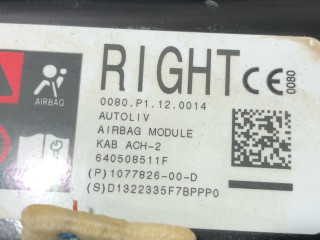 RIGHT CE 0080
0080.P1.12.0014
AUTOLIV
AIRBAG MODULE
KAB ACH-2
640508511F
(P)1077826-00-D
(S)D1322335F7BPPP0
AIRBAG